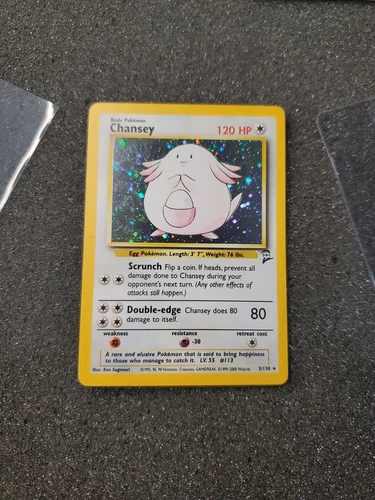 Basic Pokémon
Chansey 120 HP
Egg Pokémon. Length: 3' 7", Weight: 76 lbs.
Scrunch Flip a coin. If heads, prevent all
damage done to Chansey during your
opponent's next turn. (Any other effects of
attacks still happen.)
Double-edge Chansey does 80
damage to itself. 80
weakness resistance retreat cost
-30
A rare and elusive Pokémon that is said to bring happiness
to those who manage to catch it. LV. 55 #113
Illus. Ken Sugimori ©1995, 96, 98 Nintendo, Creatures, GAMEFREAK. ©1999-2000 Wizards. 3/130 ★